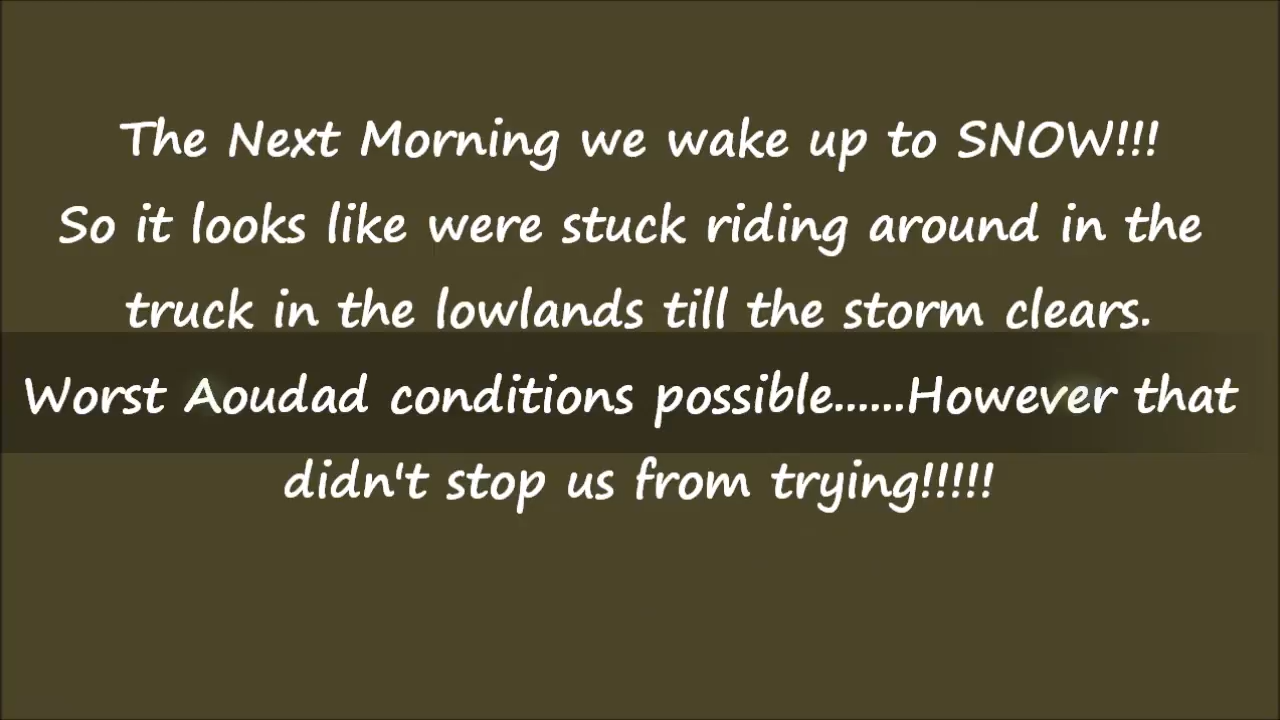 The Next Morning we wake up to SNOW!!!
So it looks like were stuck riding around in the
truck in the lowlands till the storm clears.
Worst Aoudad conditions possible......However that
didn't stop us from trying!!!!!